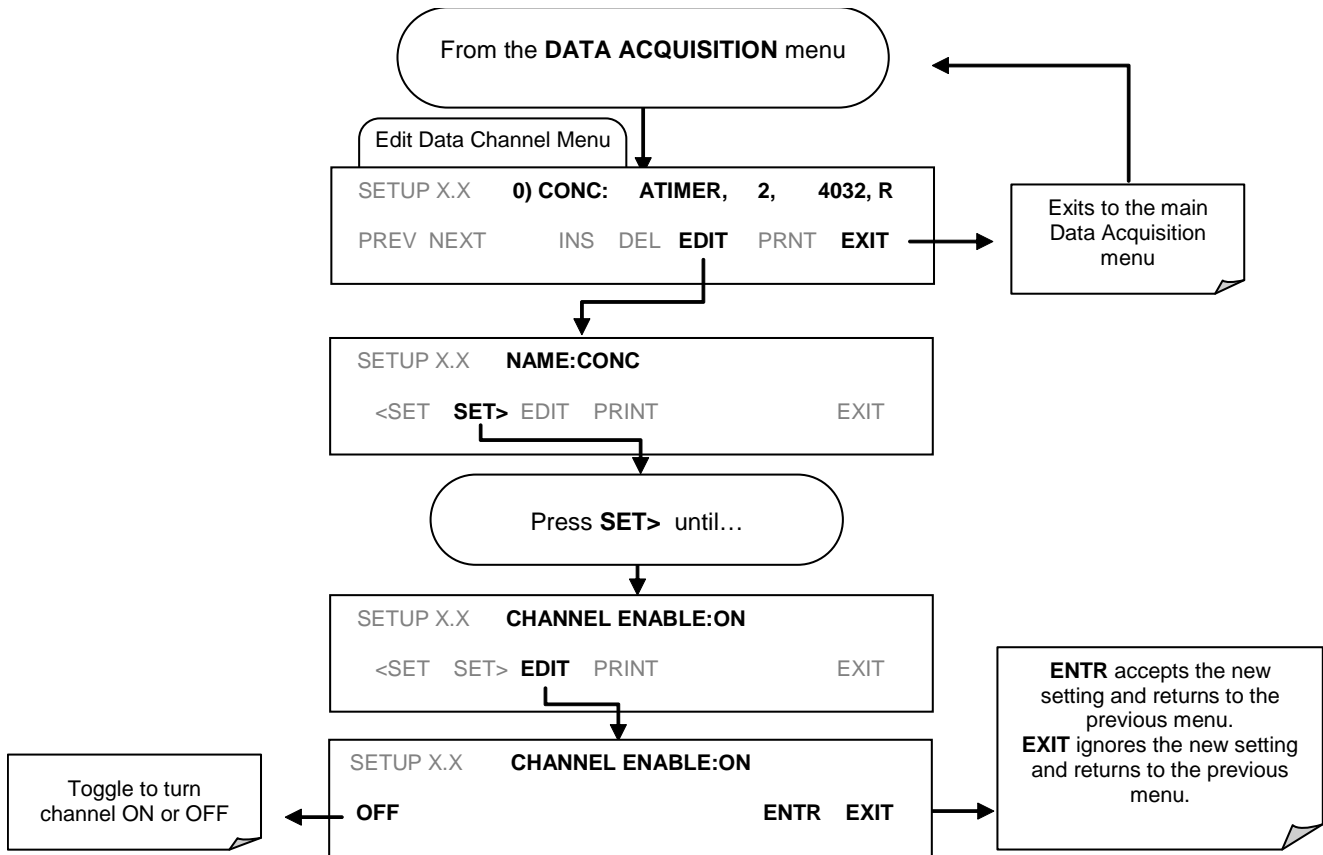 From the DATA ACQUISITION menu
Edit Data Channel Menu
SETUP X.X 0) CONC: ATIMER, 2, 4032, R
PREV NEXT INS DEL EDIT PRNT EXIT
Exits to the main
Data Acquisition
menu
SETUP X.X NAME:CONC
<SET SET> EDIT PRINT EXIT
Press SET> until…
SETUP X.X CHANNEL ENABLE:ON
<SET SET> EDIT PRINT EXIT
ENTR accepts the new
setting and returns to the
previous menu.
EXIT ignores the new setting
and returns to the previous
menu.
SETUP X.X CHANNEL ENABLE:ON
OFF ENTR EXIT
Toggle to turn
channel ON or OFF